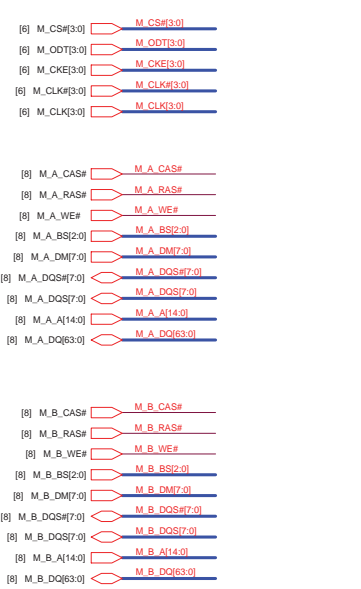 [6] M_CS#[3:0] M_CS#[3:0]
[6] M_ODT[3:0] M_ODT[3:0]
[6] M_CKE[3:0] M_CKE[3:0]
[6] M_CLK#[3:0] M_CLK#[3:0]
[6] M_CLK[3:0] M_CLK[3:0]
[8] M_A_CAS# M_A_CAS#
[8] M_A_RAS# M_A_RAS#
[8] M_A_WE# M_A_WE#
[8] M_A_BS[2:0] M_A_BS[2:0]
[8] M_A_DM[7:0] M_A_DM[7:0]
[8] M_A_DQS#[7:0] M_A_DQS#[7:0]
[8] M_A_DQS[7:0] M_A_DQS[7:0]
[8] M_A_A[14:0] M_A_A[14:0]
[8] M_A_DQ[63:0] M_A_DQ[63:0]
[8] M_B_CAS# M_B_CAS#
[8] M_B_RAS# M_B_RAS#
[8] M_B_WE# M_B_WE#
[8] M_B_BS[2:0] M_B_BS[2:0]
[8] M_B_DM[7:0] M_B_DM[7:0]
[8] M_B_DQS#[7:0] M_B_DQS#[7:0]
[8] M_B_DQS[7:0] M_B_DQS[7:0]
[8] M_B_A[14:0] M_B_A[14:0]
[8] M_B_DQ[63:0] M_B_DQ[63:0]